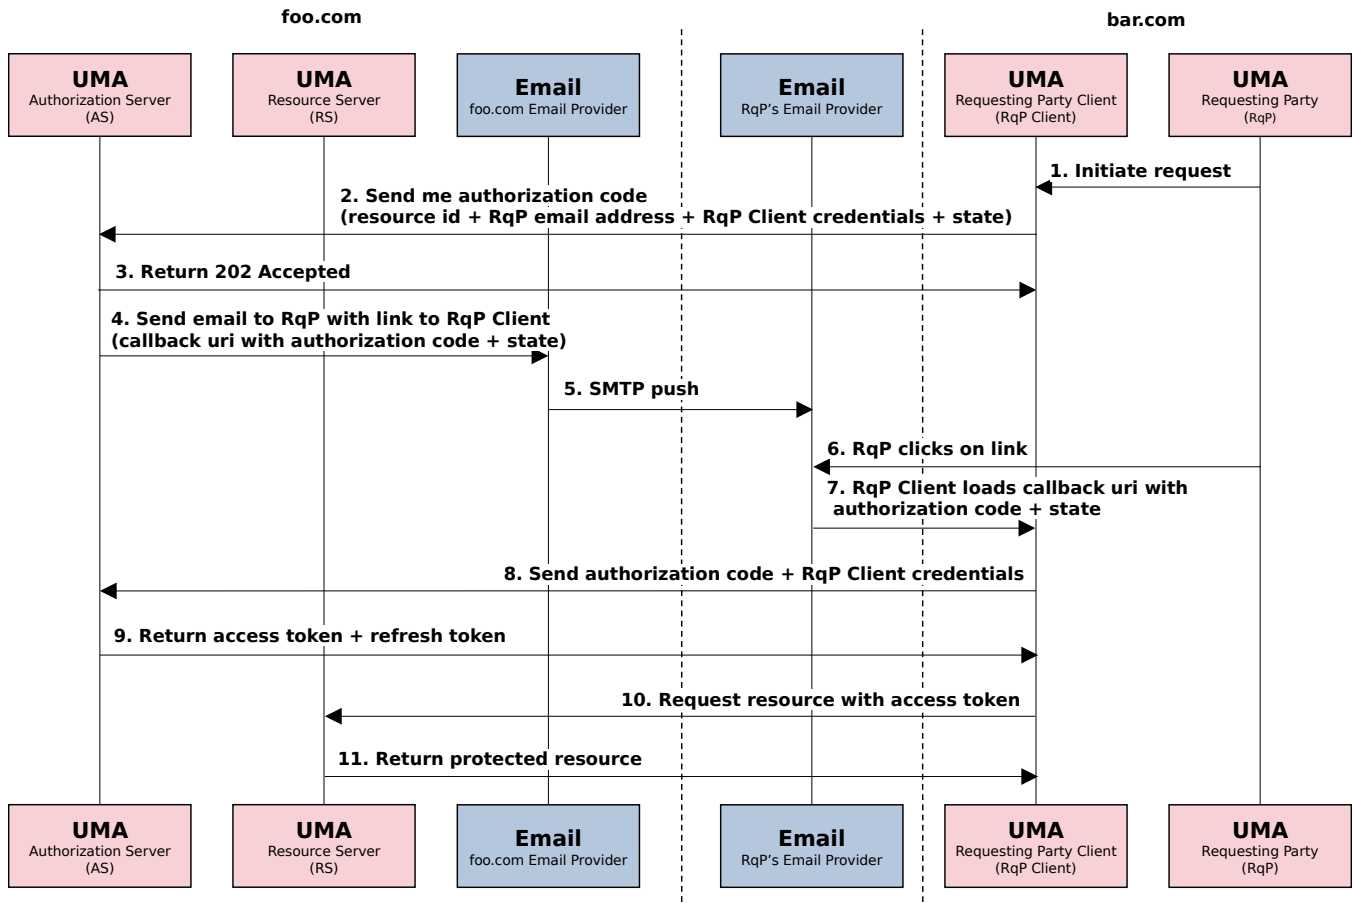 foo.com
bar.com
UMA
Authorization Server
(AS)
UMA
Resource Server
(RS)
Email
foo.com Email Provider
Email
RqP's Email Provider
UMA
Requesting Party Client
(RqP Client)
UMA
Requesting Party
(RqP)
1. Initiate request
2. Send me authorization code
(resource id + RqP email address + RqP Client credentials + state)
3. Return 202 Accepted
4. Send email to RqP with link to RqP Client
(callback uri with authorization code + state)
5. SMTP push
6. RqP clicks on link
7. RqP Client loads callback uri with
authorization code + state
8. Send authorization code + RqP Client credentials
9. Return access token + refresh token
10. Request resource with access token
11. Return protected resource
UMA
Authorization Server
(AS)
UMA
Resource Server
(RS)
Email
foo.com Email Provider
Email
RqP's Email Provider
UMA
Requesting Party Client
(RqP Client)
UMA
Requesting Party
(RqP)